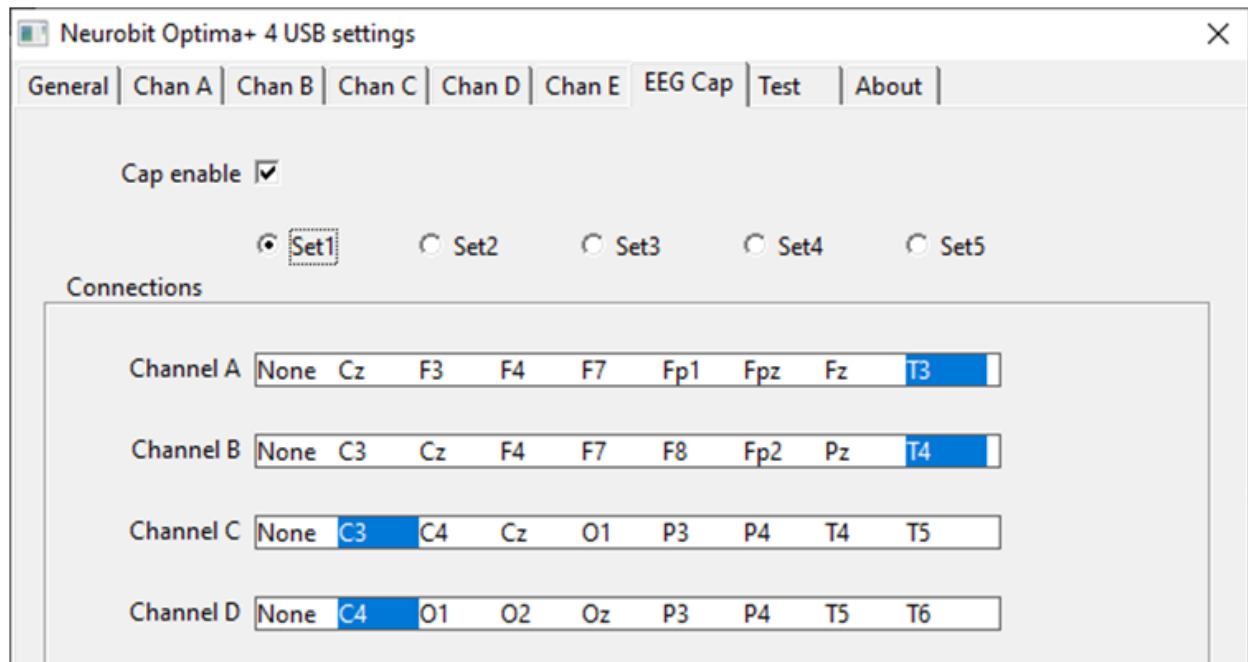 Neurobit Optima+ 4 USB settings
General Chan A Chan B Chan C Chan D Chan E EEG Cap Test About
Cap enable
Set1 Set2 Set3 Set4 Set5
Connections
Channel A None Cz F3 F4 F7 Fp1 Fpz Fz T3
Channel B None C3 Cz F4 F7 F8 Fp2 Pz T4
Channel C None C3 C4 Cz O1 P3 P4 T4 T5
Channel D None C4 O1 O2 Oz P3 P4 T5 T6